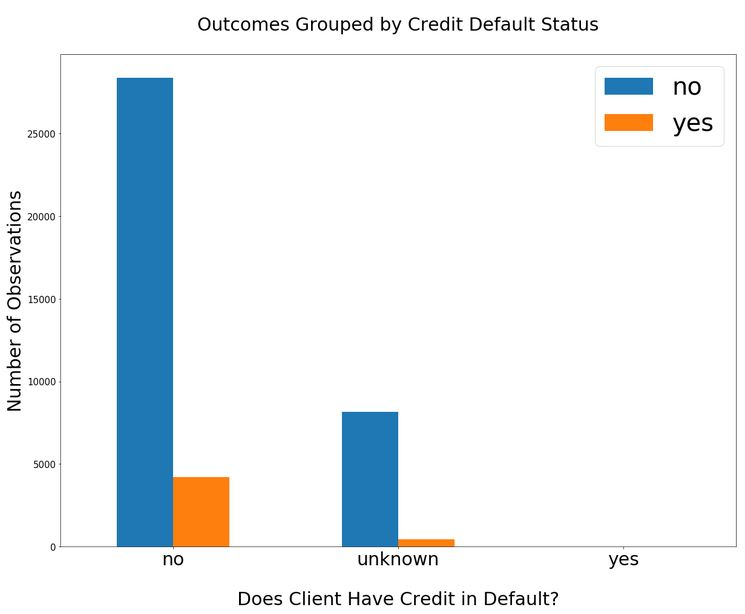 Outcomes Grouped by Credit Default Status
no
yes
Number of Observations
25000
20000
15000
10000
5000
0
no unknown yes
Does Client Have Credit in Default?